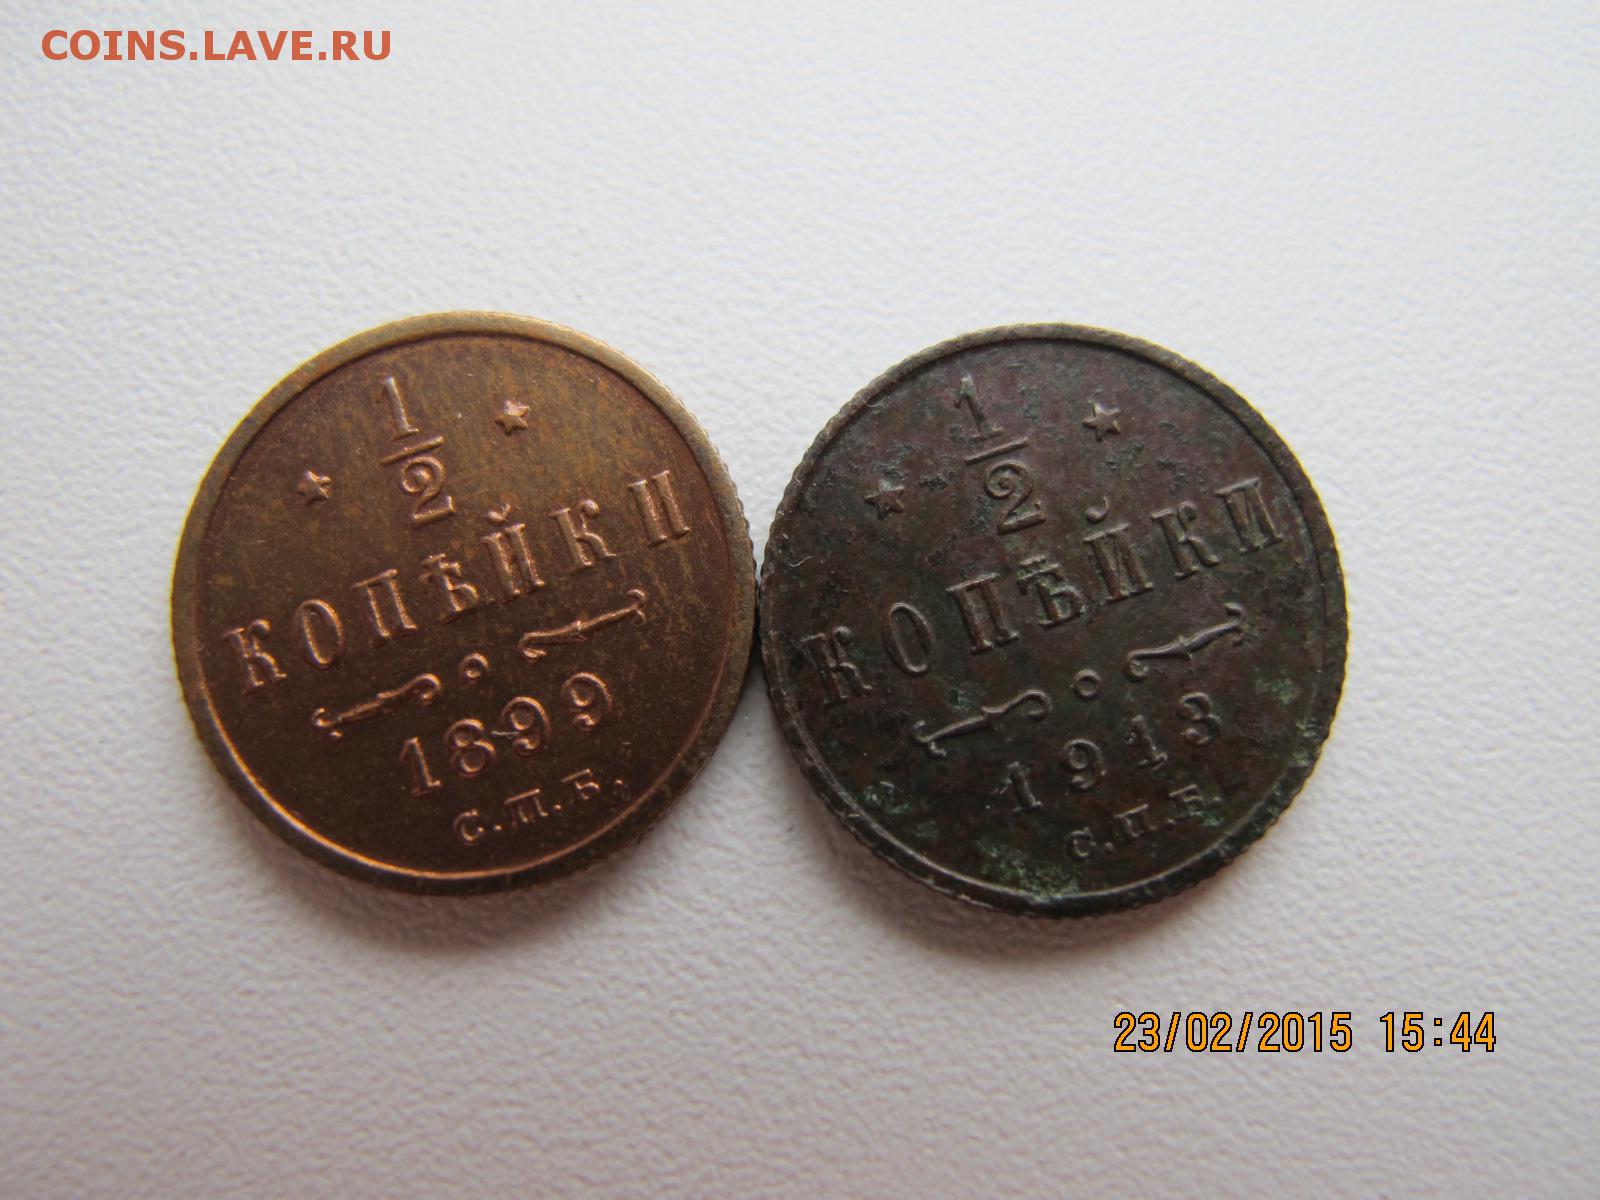 COINS.LAVE.RU
1/2
КОПѢЙКИ
1899
С.П.Б.
1/2
КОПѢЙКИ
1913
С.П.Б.
23/02/2015 15:44